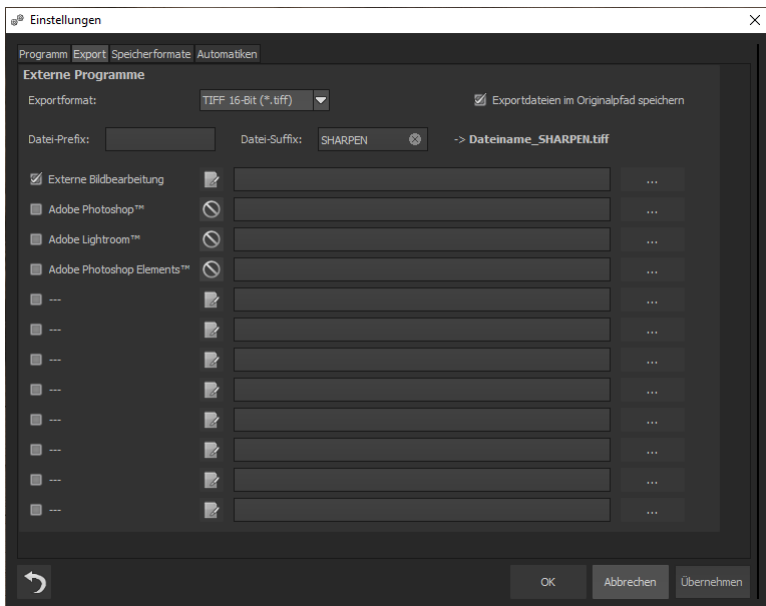 Einstellungen
Programm Export Speicherformate Automatiken
Externe Programme
Exportformat: TIFF 16-Bit (*.tiff) Exportdateien im Originalpfad speichern
Datei-Prefix: Datei-Suffix: SHARPEN -> Dateiname_SHARPEN.tiff
Externe Bildbearbeitung ...
Adobe Photoshop™ ...
Adobe Lightroom™ ...
Adobe Photoshop Elements™ ...
--- ...
--- ...
--- ...
--- ...
--- ...
--- ...
--- ...
--- ...
OK Abbrechen Übernehmen